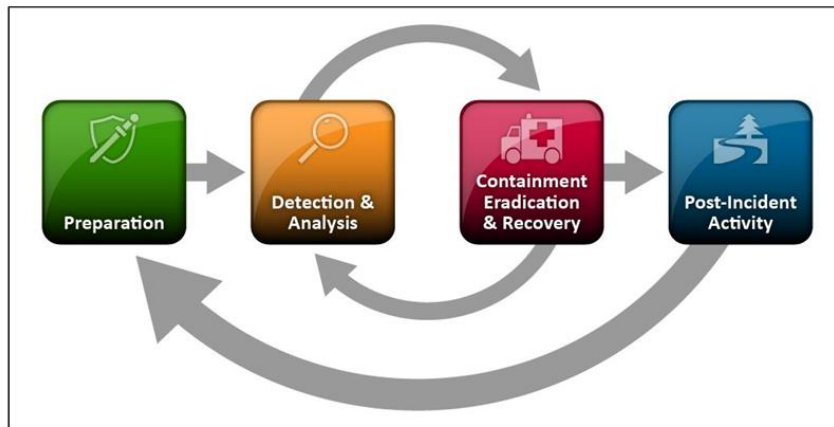 Preparation
Detection &
Analysis
Containment
Eradication
& Recovery
Post-Incident
Activity